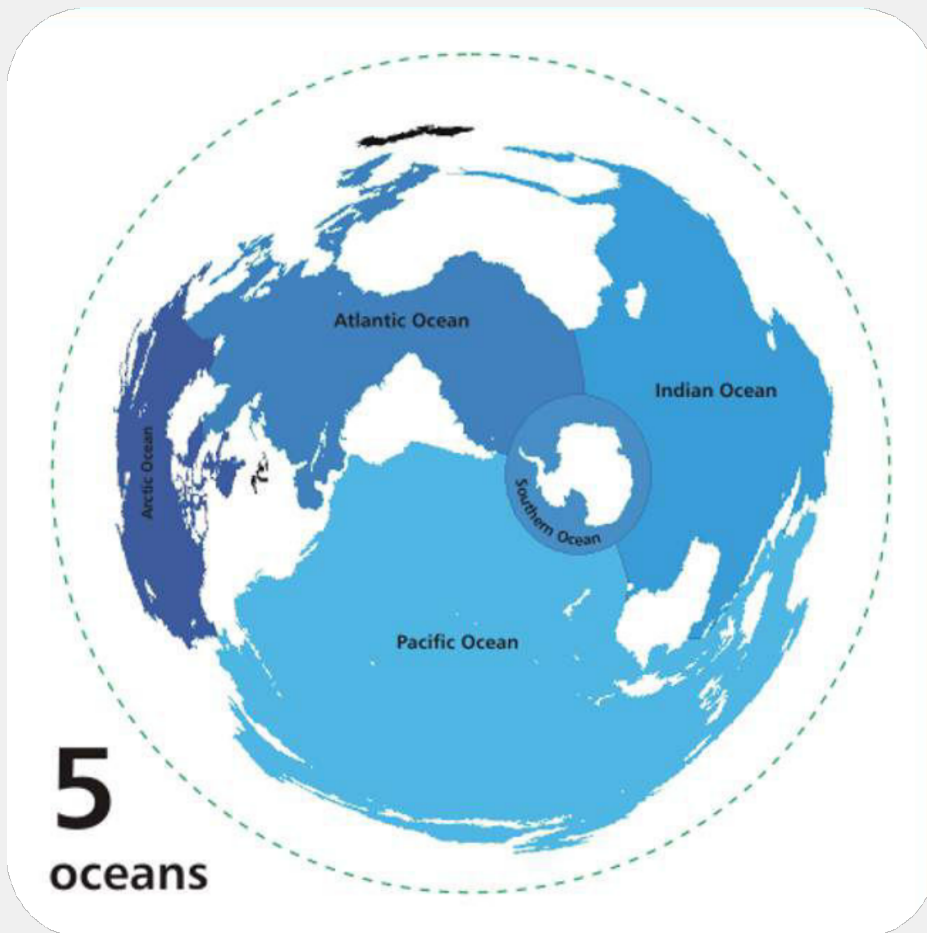 Atlantic Ocean
Indian Ocean
Arctic Ocean
Southern Ocean
Pacific Ocean
5
oceans